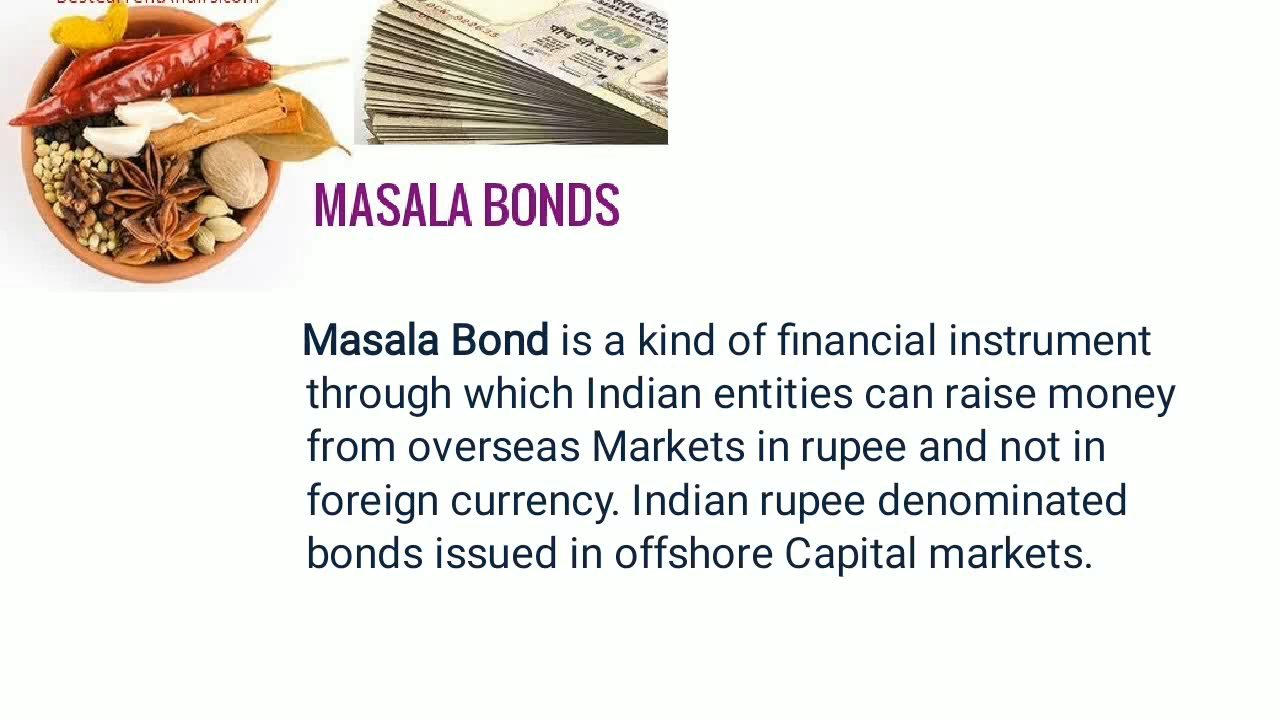 MASALA BONDS
Masala Bond is a kind of financial instrument
through which Indian entities can raise money
from overseas Markets in rupee and not in
foreign currency. Indian rupee denominated
bonds issued in offshore Capital markets.
500